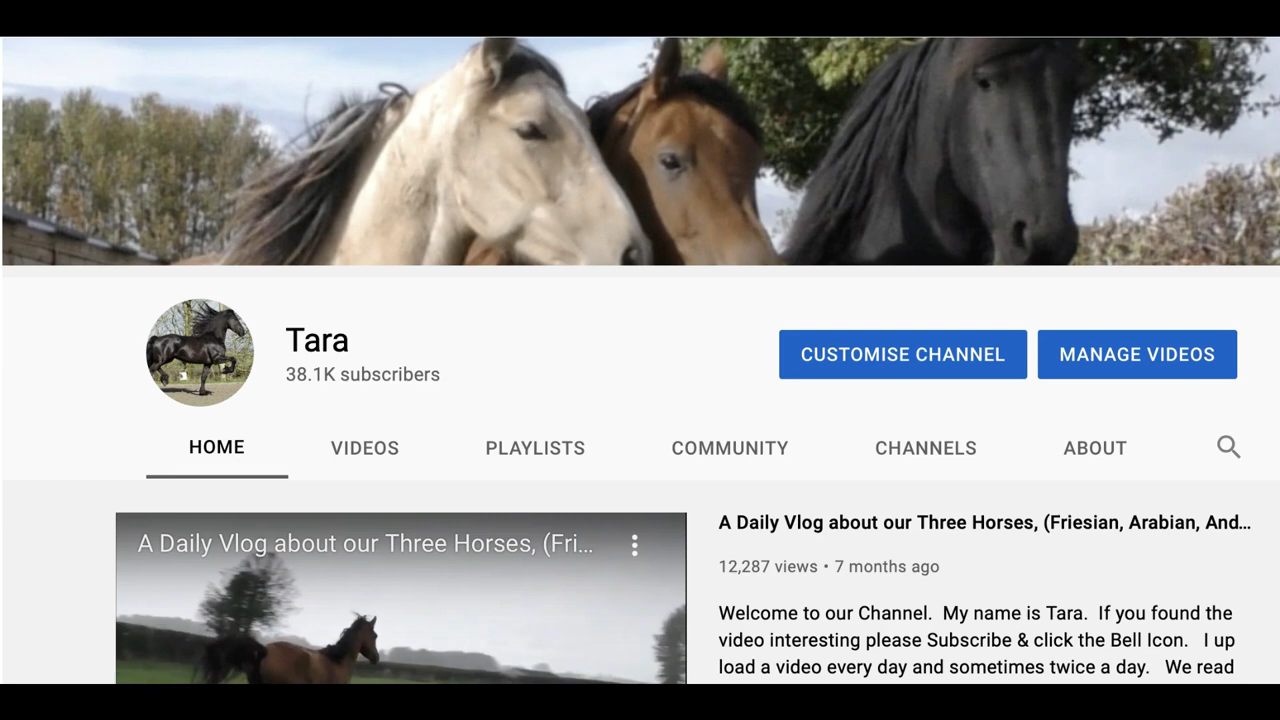 Tara
38.1K subscribers
CUSTOMISE CHANNEL
MANAGE VIDEOS
HOME
VIDEOS
PLAYLISTS
COMMUNITY
CHANNELS
ABOUT
A Daily Vlog about our Three Horses, (Fri...
A Daily Vlog about our Three Horses, (Friesian, Arabian, And...
12,287 views • 7 months ago
Welcome to our Channel.  My name is Tara.  If you found the
video interesting please Subscribe & click the Bell Icon.   I up
load a video every day and sometimes twice a day.   We read